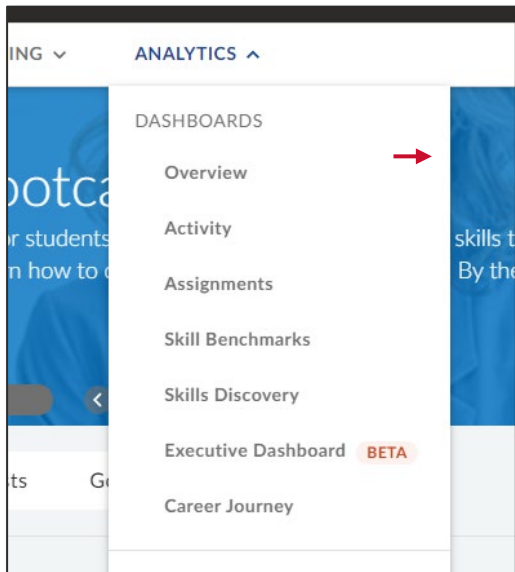 ING
ANALYTICS
DASHBOARDS
Overview
Activity
Assignments
Skill Benchmarks
Skills Discovery
Executive Dashboard BETA
Career Journey
ootca
r students
skills t
n how to
By the
sts